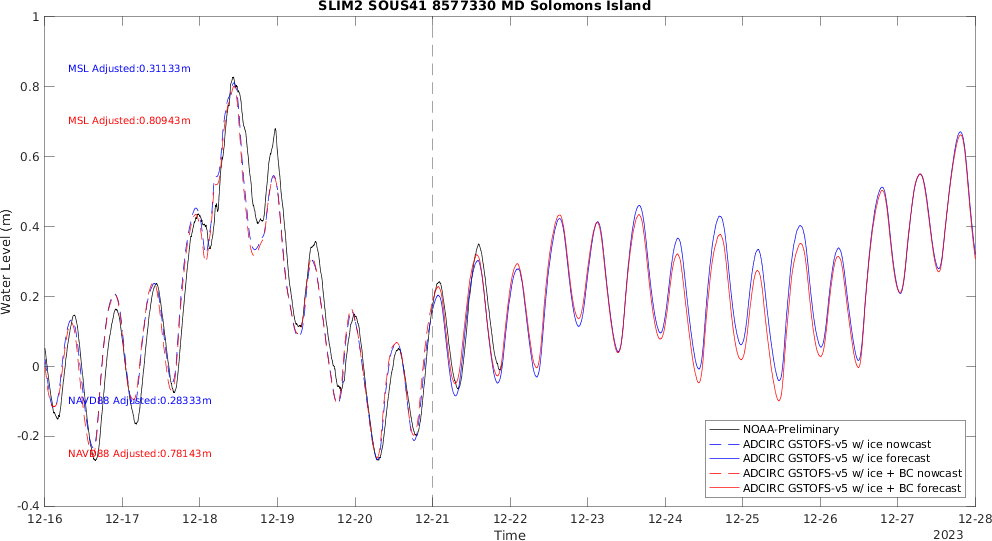 SLIM2 SOUS41 8577330 MD Solomons Island
MSL Adjusted:0.31133m
MSL Adjusted:0.80943m
NAVD88 Adjusted:0.28333m
NAVD88 Adjusted:0.78143m
Water Level (m)
1
0.8
0.6
0.4
0.2
0
-0.2
-0.4
NOAA-Preliminary
ADCIRC GSTOFS-v5 w/ ice nowcast
ADCIRC GSTOFS-v5 w/ ice forecast
ADCIRC GSTOFS-v5 w/ ice + BC nowcast
ADCIRC GSTOFS-v5 w/ ice + BC forecast
12-16 12-17 12-18 12-19 12-20 12-21 12-22 12-23 12-24 12-25 12-26 12-27 12-28
Time
2023